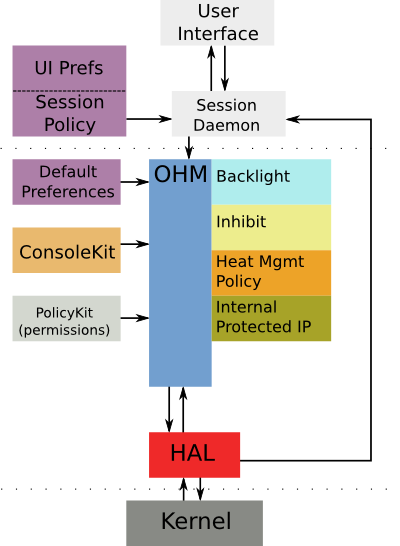 User
Interface
UI Prefs
Session
Policy
Session
Daemon
Default
Preferences
OHM
Backlight
Inhibit
ConsoleKit
Heat Mgmt
Policy
PolicyKit
(permissions)
Internal
Protected IP
HAL
Kernel